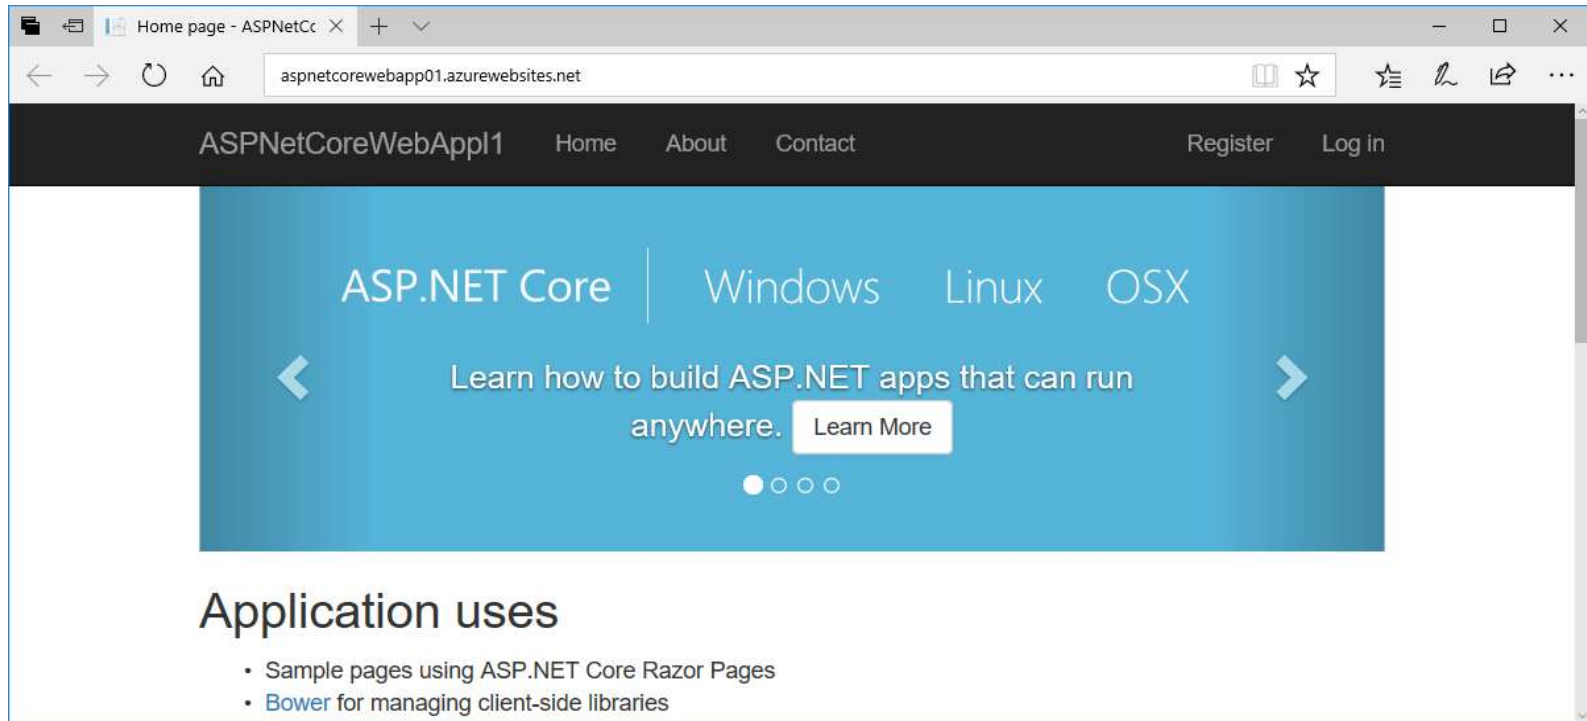 Home page - ASPNetCc
aspnetcorewebapp01.azurewebsites.net
ASPNetCoreWebAppl1 Home About Contact Register Log in
ASP.NET Core Windows Linux OSX
Learn how to build ASP.NET apps that can run
anywhere. Learn More
Application uses
• Sample pages using ASP.NET Core Razor Pages
• Bower for managing client-side libraries